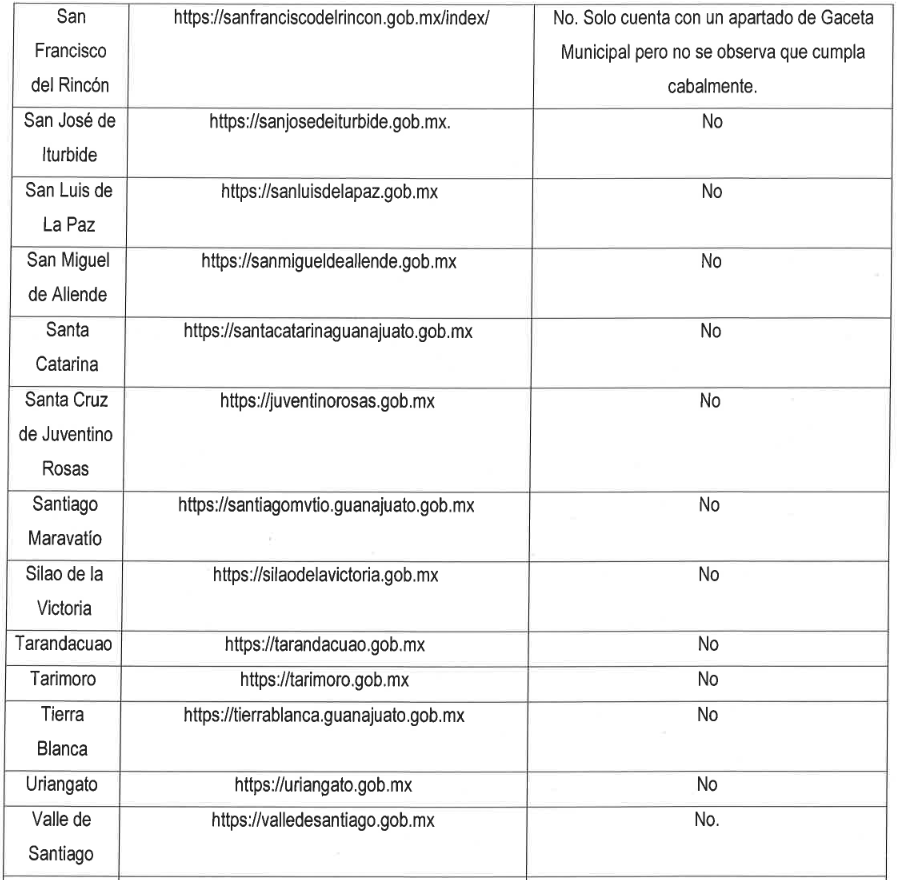 San https://sanfranciscodelrincon.gob.mx/index/ No. Solo cuenta con un apartado de Gaceta
Francisco Municipal pero no se observa que cumpla
del Rincón cabalmente.
San José de https://sanjosedeiturbide.gob.mx. No
Iturbide
San Luis de https://sanluisdelapaz.gob.mx No
La Paz
San Miguel https://sanmigueldeallende.gob.mx No
de Allende
Santa https://santacatarinaguanajuato.gob.mx No
Catarina
Santa Cruz https://juventinorosas.gob.mx No
de Juventino
Rosas
Santiago https://santiagomvtio.guanajuato.gob.mx No
Maravatío
Silao de la https://silaodelavictoria.gob.mx No
Victoria
Tarandacuao https://tarandacuao.gob.mx No
Tarimoro https://tarimoro.gob.mx No
Tierra https://tierrablanca.guanajuato.gob.mx No
Blanca
Uriangato https://uriangato.gob.mx No
Valle de https://valledesantiago.gob.mx No.
Santiago